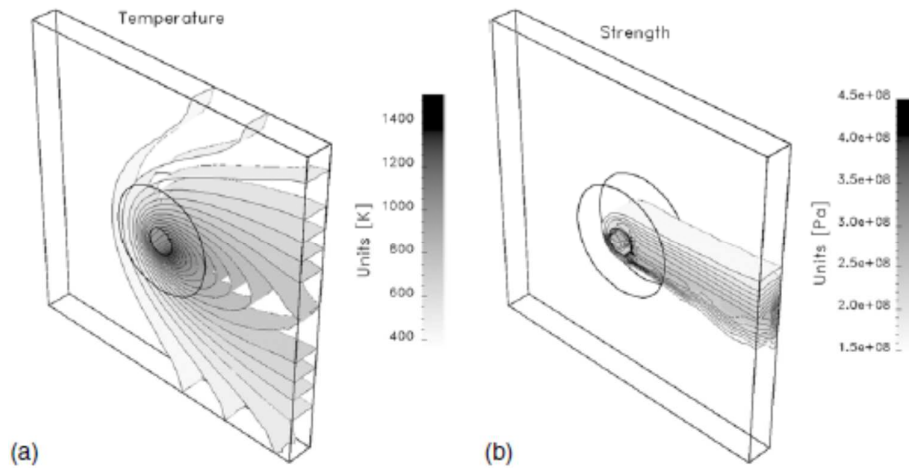 Temperature
Units [K]
1400
1200
1000
800
600
400
(a)
Strength
Units [Pa]
4.5e+08
4.0e+08
3.5e+08
3.0e+08
2.5e+08
2.0e+08
1.5e+08
(b)